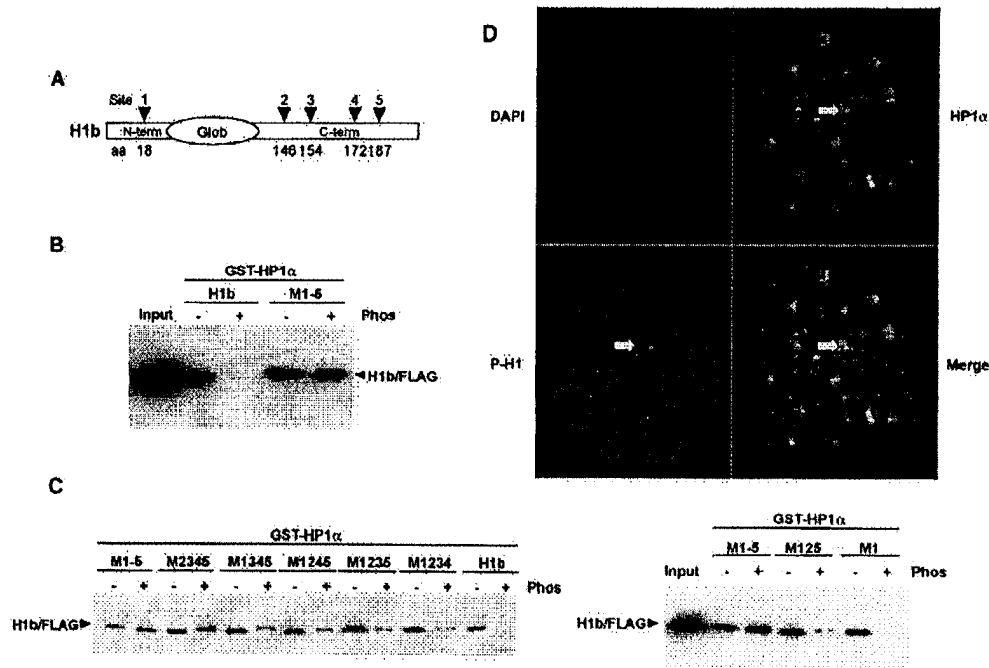 A
Site 1 2 3 4 5
H1b N-term Glob C-term
aa 18 146 154 172 187
B
GST-HP1α
H1b M1-5
Input - + - + Phos
H1b/FLAG
C
GST-HP1α
M1-5 M2345 M1345 M1245 M1235 M1234 H1b
- + - + - + - + - + - + - + Phos
H1b/FLAG
D
DAPI
HP1α
P-H1
Merge
GST-HP1α
M1-5 M125 M1
Input - + - + - + Phos
H1b/FLAG